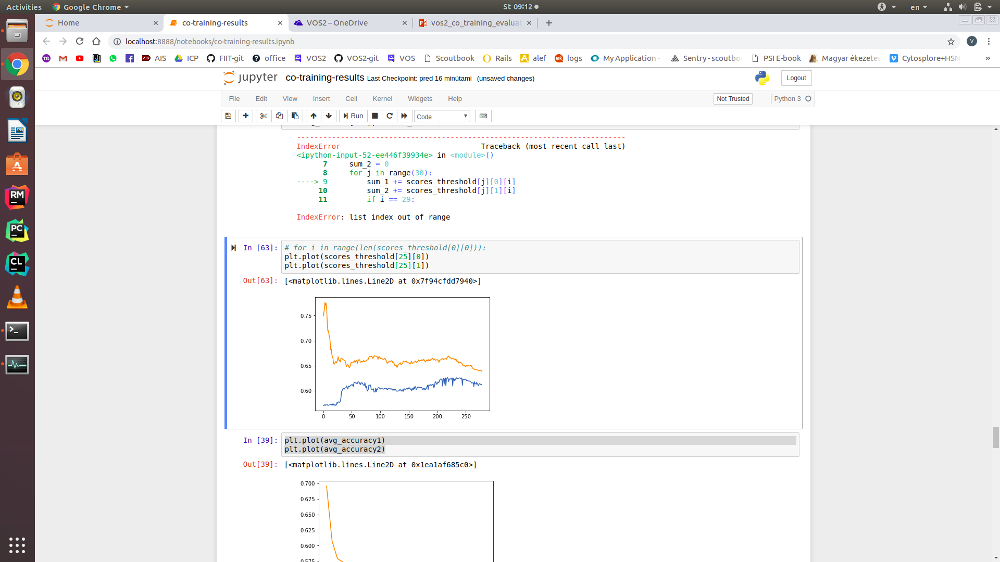 Activities
Google Chrome
St 09:12
en
Home
co-training-results
VOS2 – OneDrive
vos2_co_training_evaluat
localhost:8888/notebooks/co-training-results.ipynb
V
AIS
ICP
FIIT-git
office
VOS2
VOS2-git
VOS
Scoutbook
Rails
alef
logs
My Application -
Sentry - scoutbo
PSI E-book
Magyar ékezetes
Cytosplore+HSN
»
jupyter
co-training-results Last Checkpoint: pred 16 minútami (unsaved changes)
Logout
File
Edit
View
Insert
Cell
Kernel
Widgets
Help
Not Trusted
Python 3
Run
Code
---------------------------------------------------------------------------
IndexError Traceback (most recent call last)
<ipython-input-52-ee446f39934e> in <module>()
7 sum_2 = 0
8 for j in range(30):
----> 9 sum_1 += scores_threshold[j][0][i]
10 sum_2 += scores_threshold[j][1][i]
11 if i == 29:
IndexError: list index out of range
In [63]: # for i in range(len(scores_threshold[0][0])):
plt.plot(scores_threshold[25][0])
plt.plot(scores_threshold[25][1])
Out[63]: [<matplotlib.lines.Line2D at 0x7f94cfdd7940>]
0.75
0.70
0.65
0.60
0 50 100 150 200 250
In [39]: plt.plot(avg_accuracy1)
plt.plot(avg_accuracy2)
Out[39]: [<matplotlib.lines.Line2D at 0x1ea1af685c0>]
0.700
0.675
0.650
0.625
0.600
0.575
RM
PC
CL